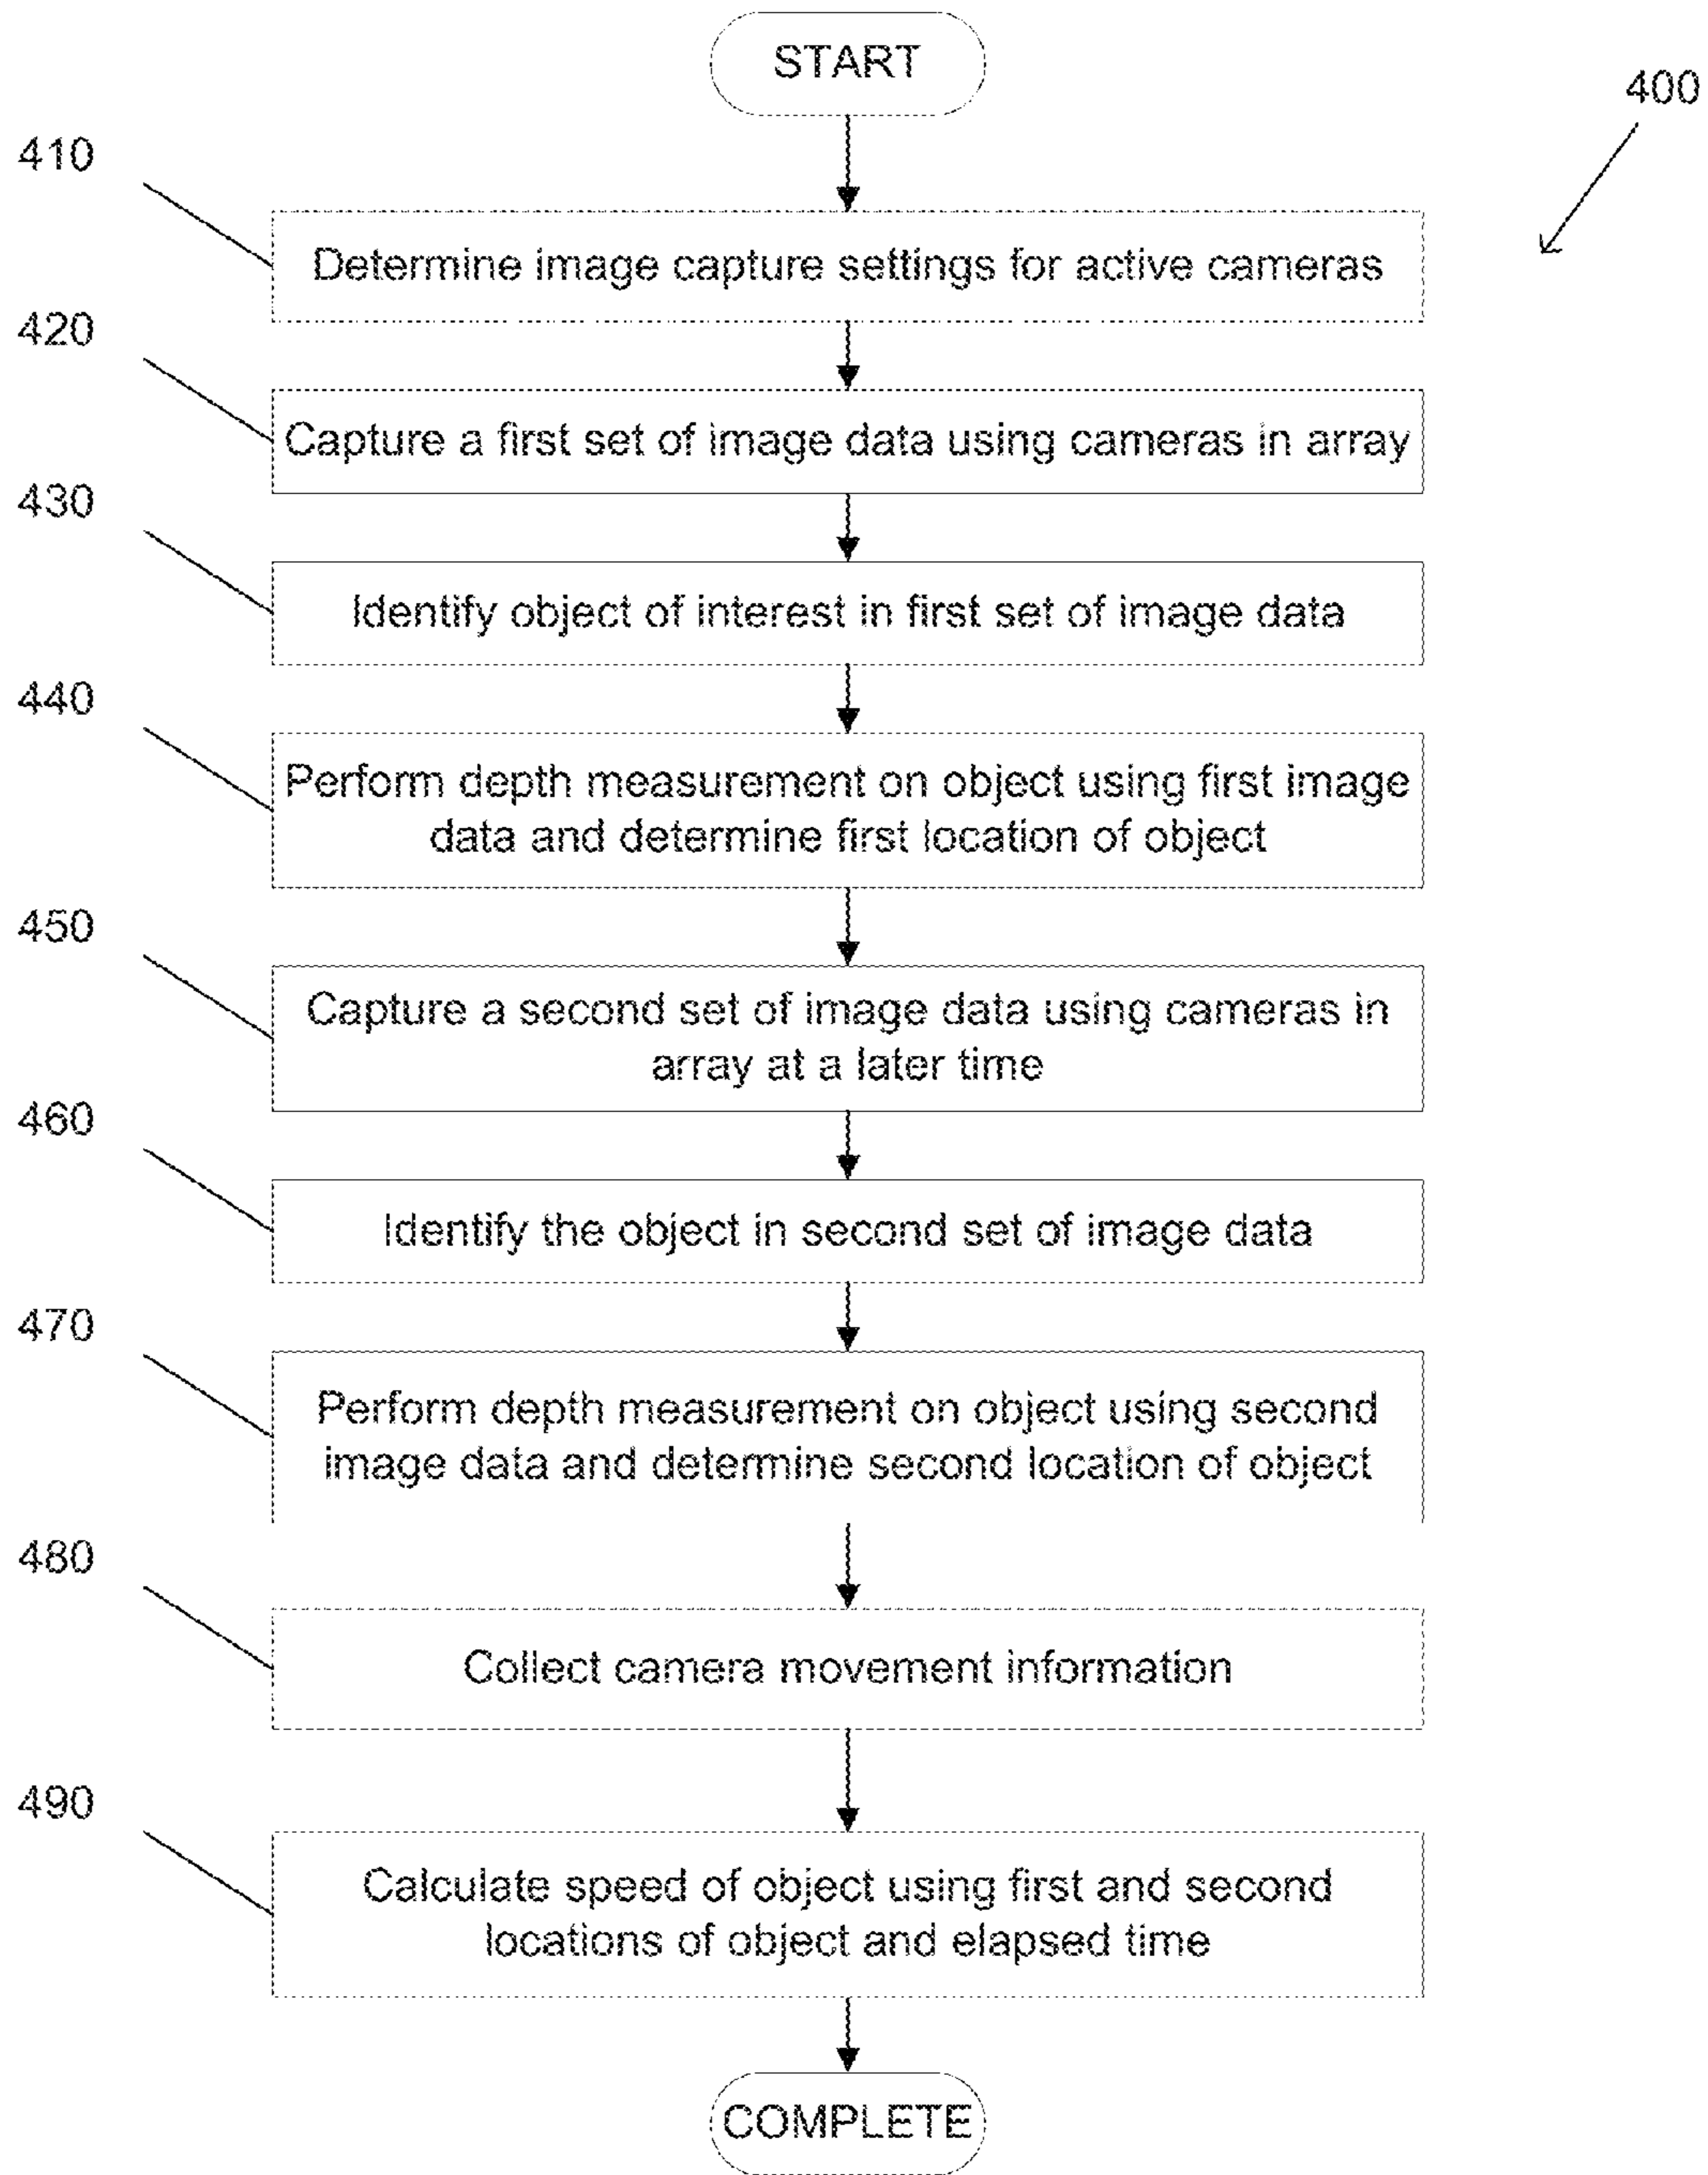 START
400
410
Determine image capture settings for active cameras
420
Capture a first set of image data using cameras in array
430
Identify object of interest in first set of image data
440
Perform depth measurement on object using first image
data and determine first location of object
450
Capture a second set of image data using cameras in
array at a later time
460
Identify the object in second set of image data
470
Perform depth measurement on object using second
image data and determine second location of object
480
Collect camera movement information
490
Calculate speed of object using first and second
locations of object and elapsed time
COMPLETE